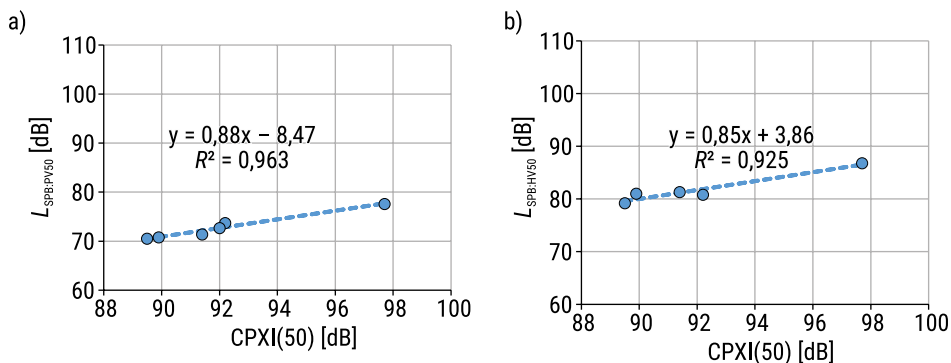 a)
110
100
90
80
70
60
88
90
92
94
96
98
100
L SPB:PV50 [dB]
y = 0,88x − 8,47
R² = 0,963
CPXI(50) [dB]
b)
110
100
90
80
70
60
88
90
92
94
96
98
100
L SPB:HV50 [dB]
y = 0,85x + 3,86
R² = 0,925
CPXI(50) [dB]